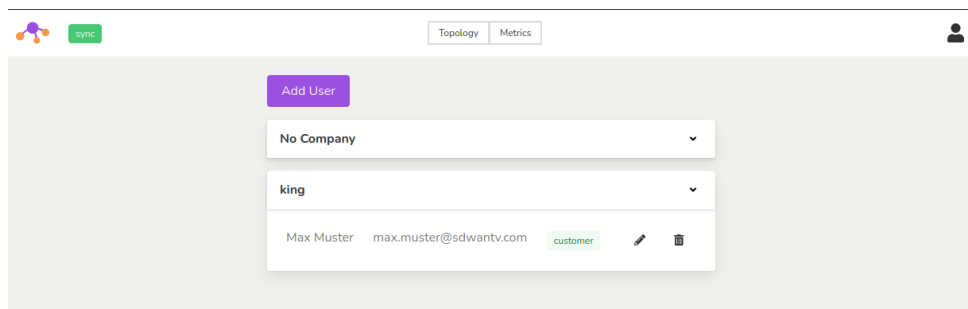 sync Topology Metrics
Add User
No Company
king
Max Muster max.muster@sdwantv.com customer